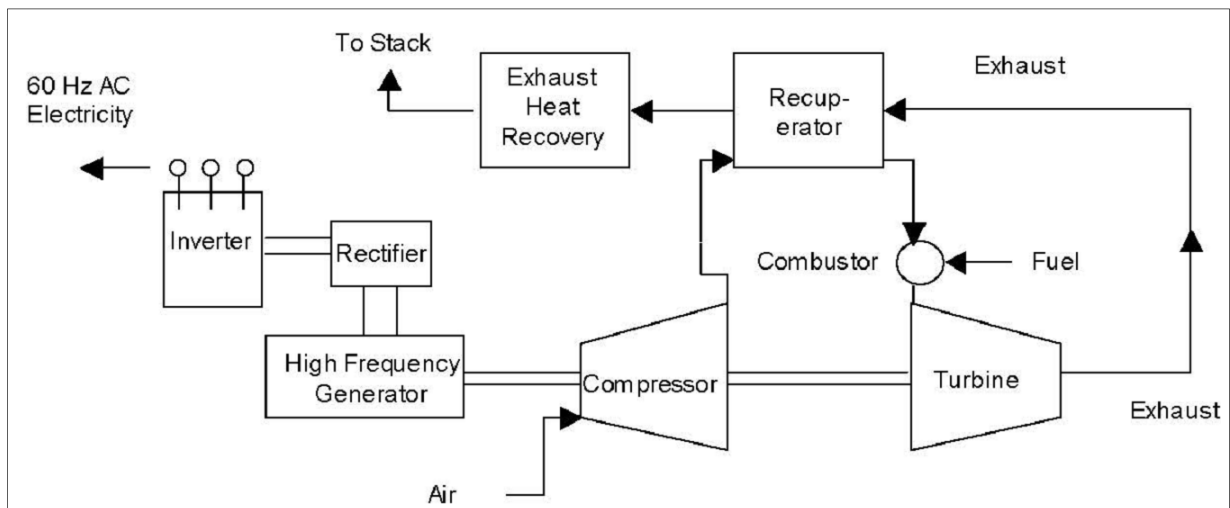 To Stack
60 Hz AC
Electricity
Exhaust
Heat
Recovery
Recup-
erator
Exhaust
Inverter
Rectifier
Combustor
Fuel
High Frequency
Generator
Compressor
Turbine
Exhaust
Air